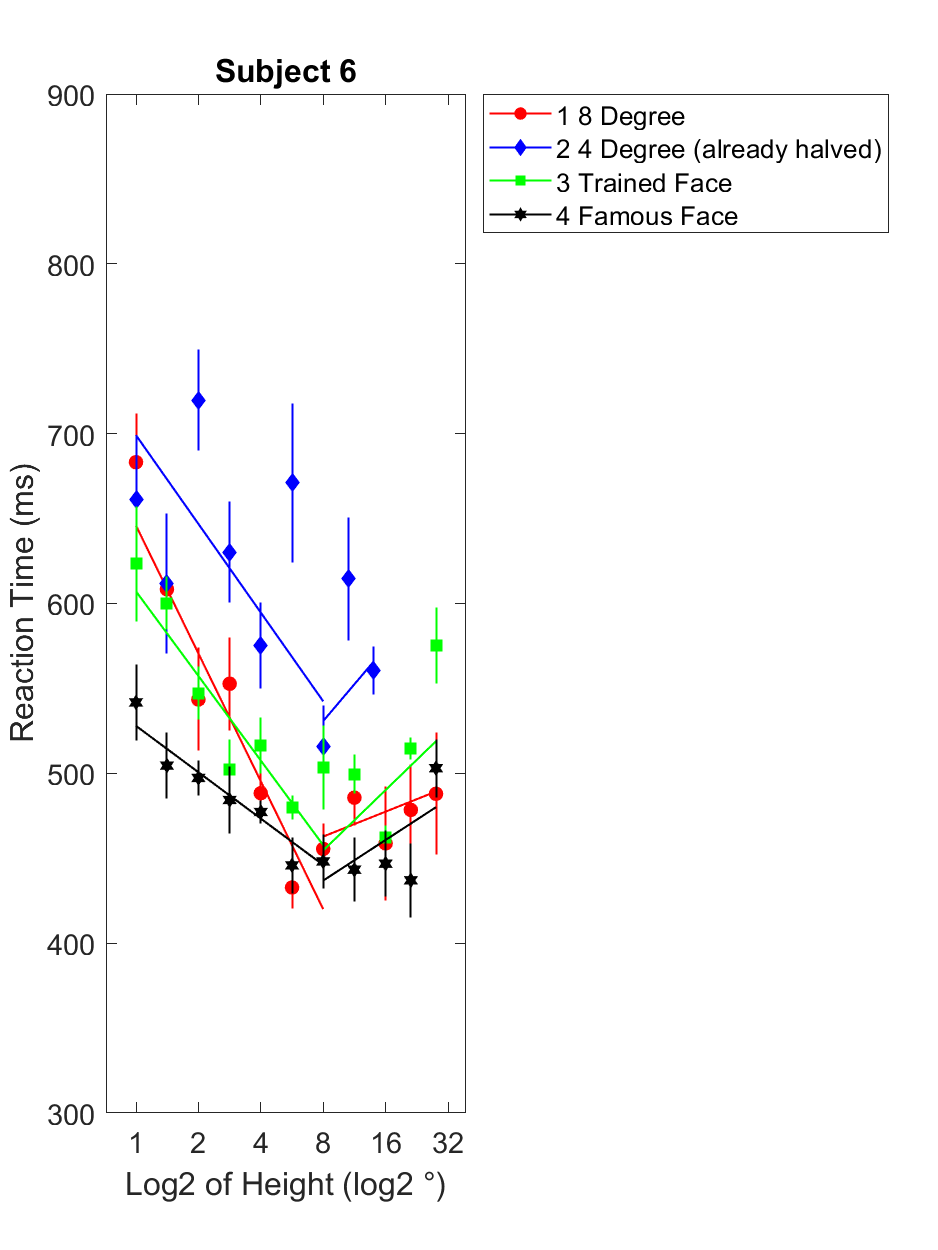 Subject 6
900
800
700
600
500
400
300
Reaction Time (ms)
1 2 4 8 16 32
Log2 of Height (log2 °)
1 8 Degree
2 4 Degree (already halved)
3 Trained Face
4 Famous Face